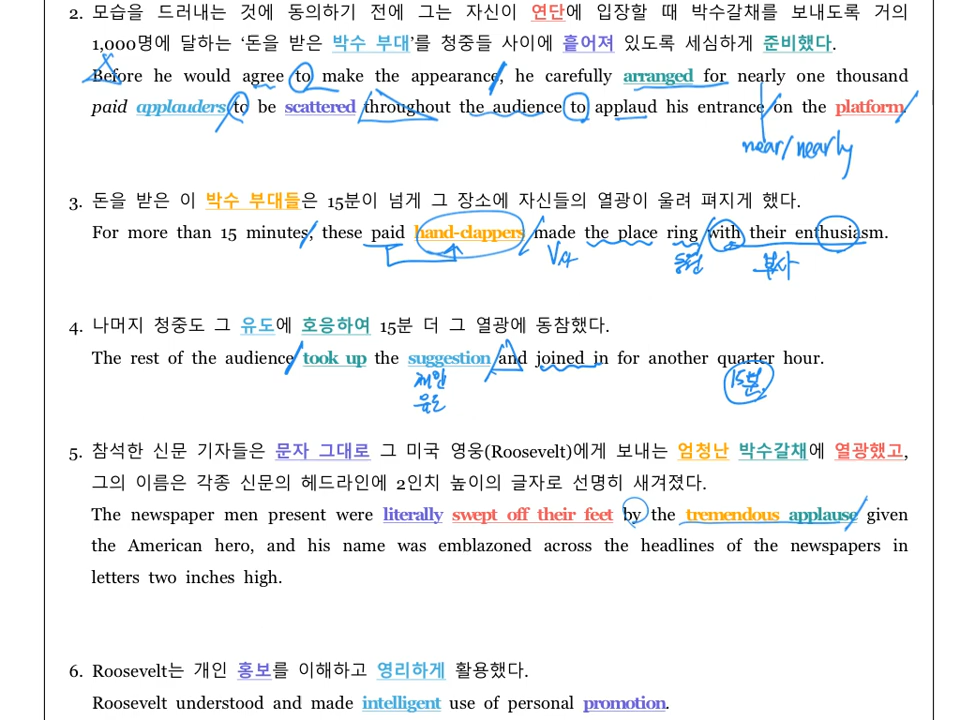 2. 모습을 드러내는 것에 동의하기 전에 그는 자신이 연단에 입장할 때 박수갈채를 보내도록 거의
1,000명에 달하는 ‘돈을 받은 박수 부대’를 청중들 사이에 흩어져 있도록 세심하게 준비했다.
Before he would agree to make the appearance, he carefully arranged for nearly one thousand
paid applauders to be scattered throughout the audience to applaud his entrance on the platform.
near/nearly
3. 돈을 받은 이 박수 부대들은 15분이 넘게 그 장소에 자신들의 열광이 울려 퍼지게 했다.
For more than 15 minutes, these paid hand-clappers made the place ring with their enthusiasm.
V4 동원 부사
4. 나머지 청중도 그 유도에 호응하여 15분 더 그 열광에 동참했다.
The rest of the audience took up the suggestion and joined in for another quarter hour.
제안 15분
유도
5. 참석한 신문 기자들은 문자 그대로 그 미국 영웅(Roosevelt)에게 보내는 엄청난 박수갈채에 열광했고,
그의 이름은 각종 신문의 헤드라인에 2인치 높이의 글자로 선명히 새겨졌다.
The newspaper men present were literally swept off their feet by the tremendous applause given
the American hero, and his name was emblazoned across the headlines of the newspapers in
letters two inches high.
6. Roosevelt는 개인 홍보를 이해하고 영리하게 활용했다.
Roosevelt understood and made intelligent use of personal promotion.